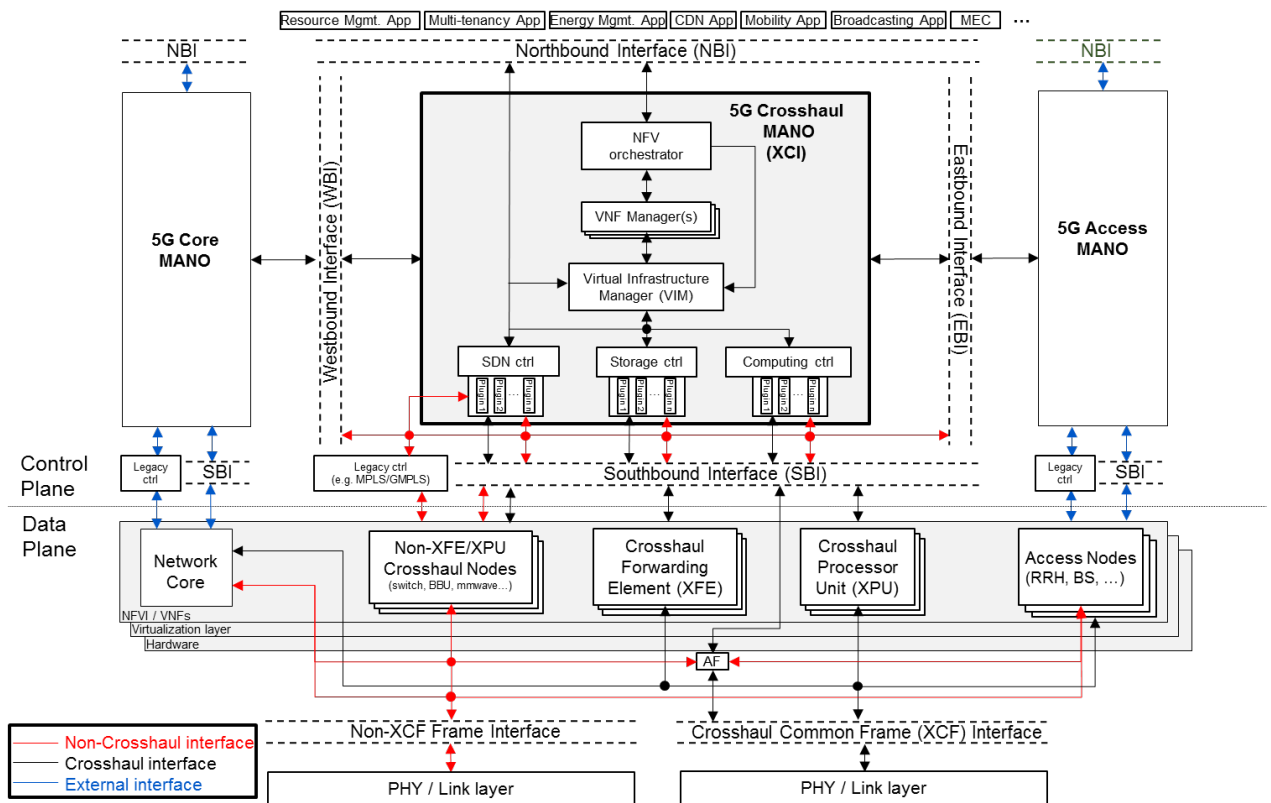 Resource Mgmt. App
Multi-tenancy App
Energy Mgmt. App
CDN App
Mobility App
Broadcasting App
MEC
...
NBI
Northbound Interface (NBI)
NBI
5G Core
MANO
Westbound Interface (WBI)
5G Crosshaul
MANO
(XCI)
NFV
orchestrator
VNF Manager(s)
Virtual Infrastructure
Manager (VIM)
SDN ctrl
Plugin 1
Plugin 2
...
Plugin n
Storage ctrl
Plugin 1
Plugin 2
...
Plugin n
Computing ctrl
Plugin 1
Plugin 2
...
Plugin n
Eastbound Interface (EBI)
5G Access
MANO
Control
Plane
Legacy
ctrl
SBI
Legacy ctrl
(e.g. MPLS/GMPLS)
Southbound Interface (SBI)
Legacy
ctrl
SBI
Data
Plane
Network
Core
Non-XFE/XPU
Crosshaul Nodes
(switch, BBU, mmwave...)
Crosshaul
Forwarding
Element (XFE)
Crosshaul
Processor
Unit (XPU)
Access Nodes
(RRH, BS, ...)
NFVI / VNFs
Virtualization layer
Hardware
AF
Non-XCF Frame Interface
Crosshaul Common Frame (XCF) Interface
PHY / Link layer
PHY / Link layer
Non-Crosshaul interface
Crosshaul interface
External interface